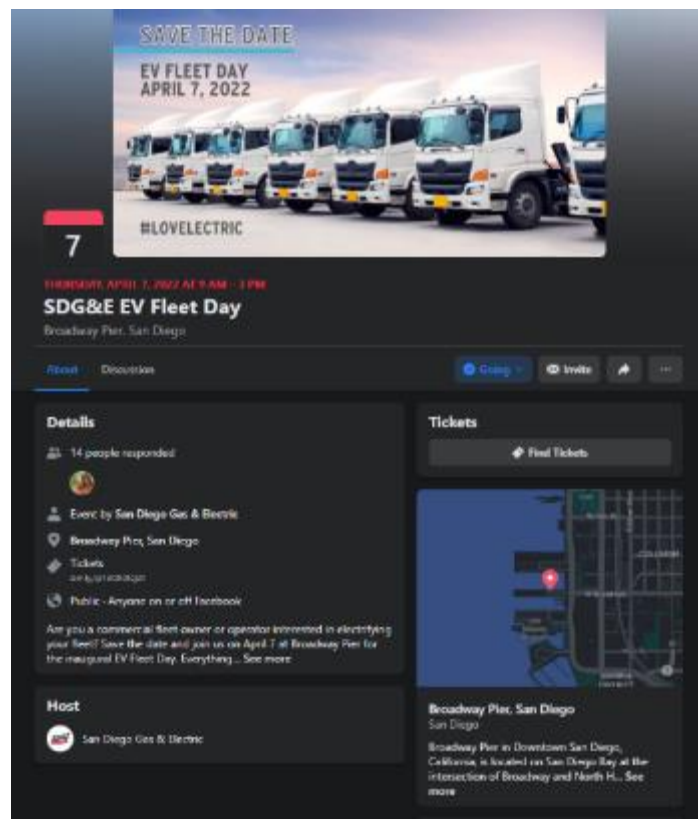 SAVE THE DATE
EV FLEET DAY
APRIL 7, 2022
#LOVELECTRIC
7
THURSDAY, APRIL 7, 2022 AT 9 AM – 3 PM
SDG&E EV Fleet Day
Broadway Pier, San Diego
About Discussion
Going Invite
Details
14 people responded
Event by San Diego Gas & Electric
Broadway Pier, San Diego
Tickets
Public · Anyone on or off Facebook
Are you a commercial fleet owner or operator interested in electrifying
your fleet? Save the date and join us on April 7 at Broadway Pier for
the inaugural EV Fleet Day. Everything... See more
Host
San Diego Gas & Electric
Tickets
Find Tickets
Broadway Pier, San Diego
San Diego
Broadway Pier in Downtown San Diego,
California, is located on San Diego Bay at the
intersection of Broadway and North H... See
more